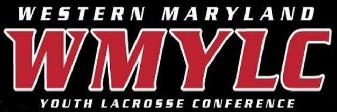 WESTERN MARYLAND
WMYLC
YOUTH LACROSSE CONFERENCE